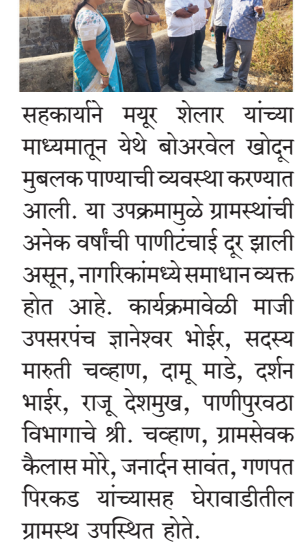 सहकार्याने मयूर शेलार यांच्या
माध्यमातून येथे बोअरवेल खोदून
मुबलक पाण्याची व्यवस्था करण्यात
आली. या उपक्रमामुळे ग्रामस्थांची
अनेक वर्षांची पाणीटंचाई दूर झाली
असून, नागरिकांमध्ये समाधान व्यक्त
होत आहे. कार्यक्रमावेळी माजी
उपसरपंच ज्ञानेश्वर भोईर, सदस्य
मारुती चव्हाण, दामू माडे, दर्शन
भाईर, राजू देशमुख, पाणीपुरवठा
विभागाचे श्री. चव्हाण, ग्रामसेवक
कैलास मोरे, जनार्दन सावंत, गणपत
पिरकड यांच्यासह घेरावाडीतील
ग्रामस्थ उपस्थित होते.